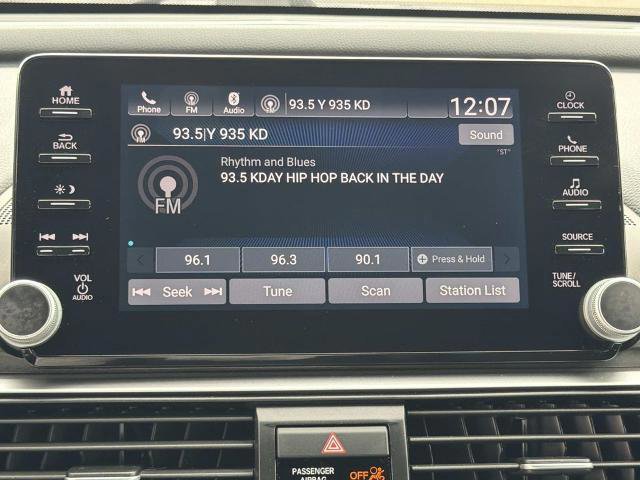 HOME
BACK
VOL
AUDIO
Phone
FM
Audio
93.5 Y 935 KD
12:07
93.5|Y 935 KD
Sound
"ST"
Rhythm and Blues
93.5 KDAY HIP HOP BACK IN THE DAY
FM
96.1
96.3
90.1
Press & Hold
Seek
Tune
Scan
Station List
CLOCK
PHONE
AUDIO
SOURCE
TUNE/
SCROLL
PASSENGER
AIRBAG
OFF